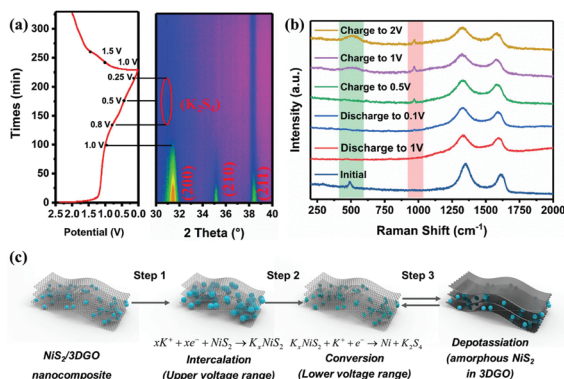 (a)
Times (min)
300
250
200
150
100
50
0
1.5 V
1.0 V
0.25 V
0.5 V
0.8 V
1.0 V
2.5 2.0 1.5 1.0 0.5 0.0
Potential (V)
(200)
(210)
(211)
30 32 34 36 38 40
2 Theta (°)
(b)
Intensity (a.u.)
Charge to 2V
Charge to 1V
Charge to 0.5V
Discharge to 0.1V
Discharge to 1V
Initial
250 500 750 1000 1250 1500 1750 2000
Raman Shift (cm⁻¹)
(c)
Step 1
Step 2
Step 3
NiS₂/3DGO
nanocomposite
xK⁺ + xe⁻ + NiS₂ → KₓNiS₂
Intercalation
(Upper voltage range)
KₓNiS₂ + K⁺ + e⁻ → Ni + K₂S₄
Conversion
(Lower voltage range)
Depotassiation
(amorphous NiS₂
in 3DGO)